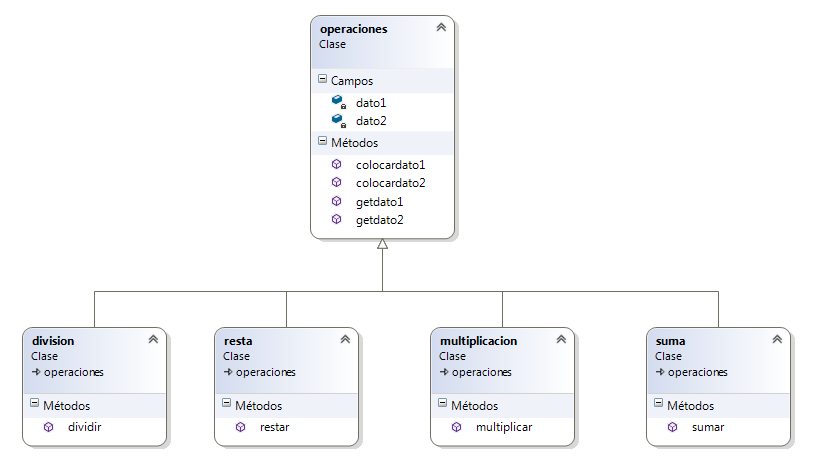 operaciones
Clase
Campos
dato1
dato2
Métodos
colocardato1
colocardato2
getdato1
getdato2
division
Clase
operaciones
Métodos
dividir
resta
Clase
operaciones
Métodos
restar
multiplicacion
Clase
operaciones
Métodos
multiplicar
suma
Clase
operaciones
Métodos
sumar